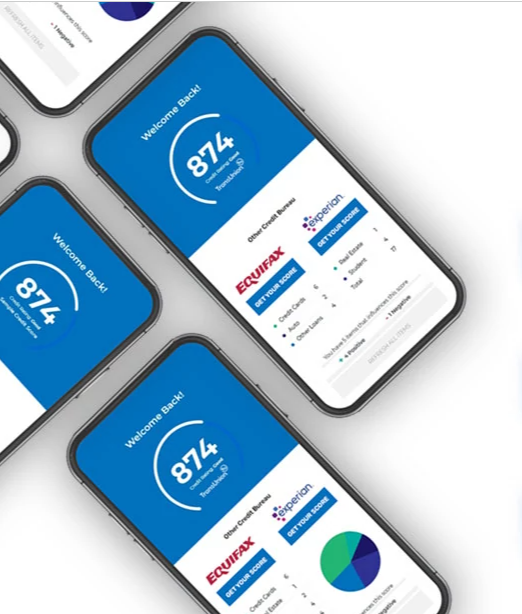 influences this score
- 1 Negative
REFRESH ALL ITEMS
Welcome Back!
874
Credit Rating: Good
TransUnion
Other Credit Bureau
EQUIFAX
GET YOUR SCORE
experian.
GET YOUR SCORE
Credit Cards 6
Auto 2
Other Loans 4
Real Estate 1
Student 4
Total 17
You have 5 items that influences this score
4 Positive
- 1 Negative
REFRESH ALL ITEMS
Welcome Back!
874
Credit Rating: Good
Sample Credit Score
Welcome Back!
874
Credit Rating: Good
TransUnion
Other Credit Bureau
EQUIFAX
GET YOUR SCORE
experian.
GET YOUR SCORE
Credit Cards 6
Estate 1
2
influences this score
Negative